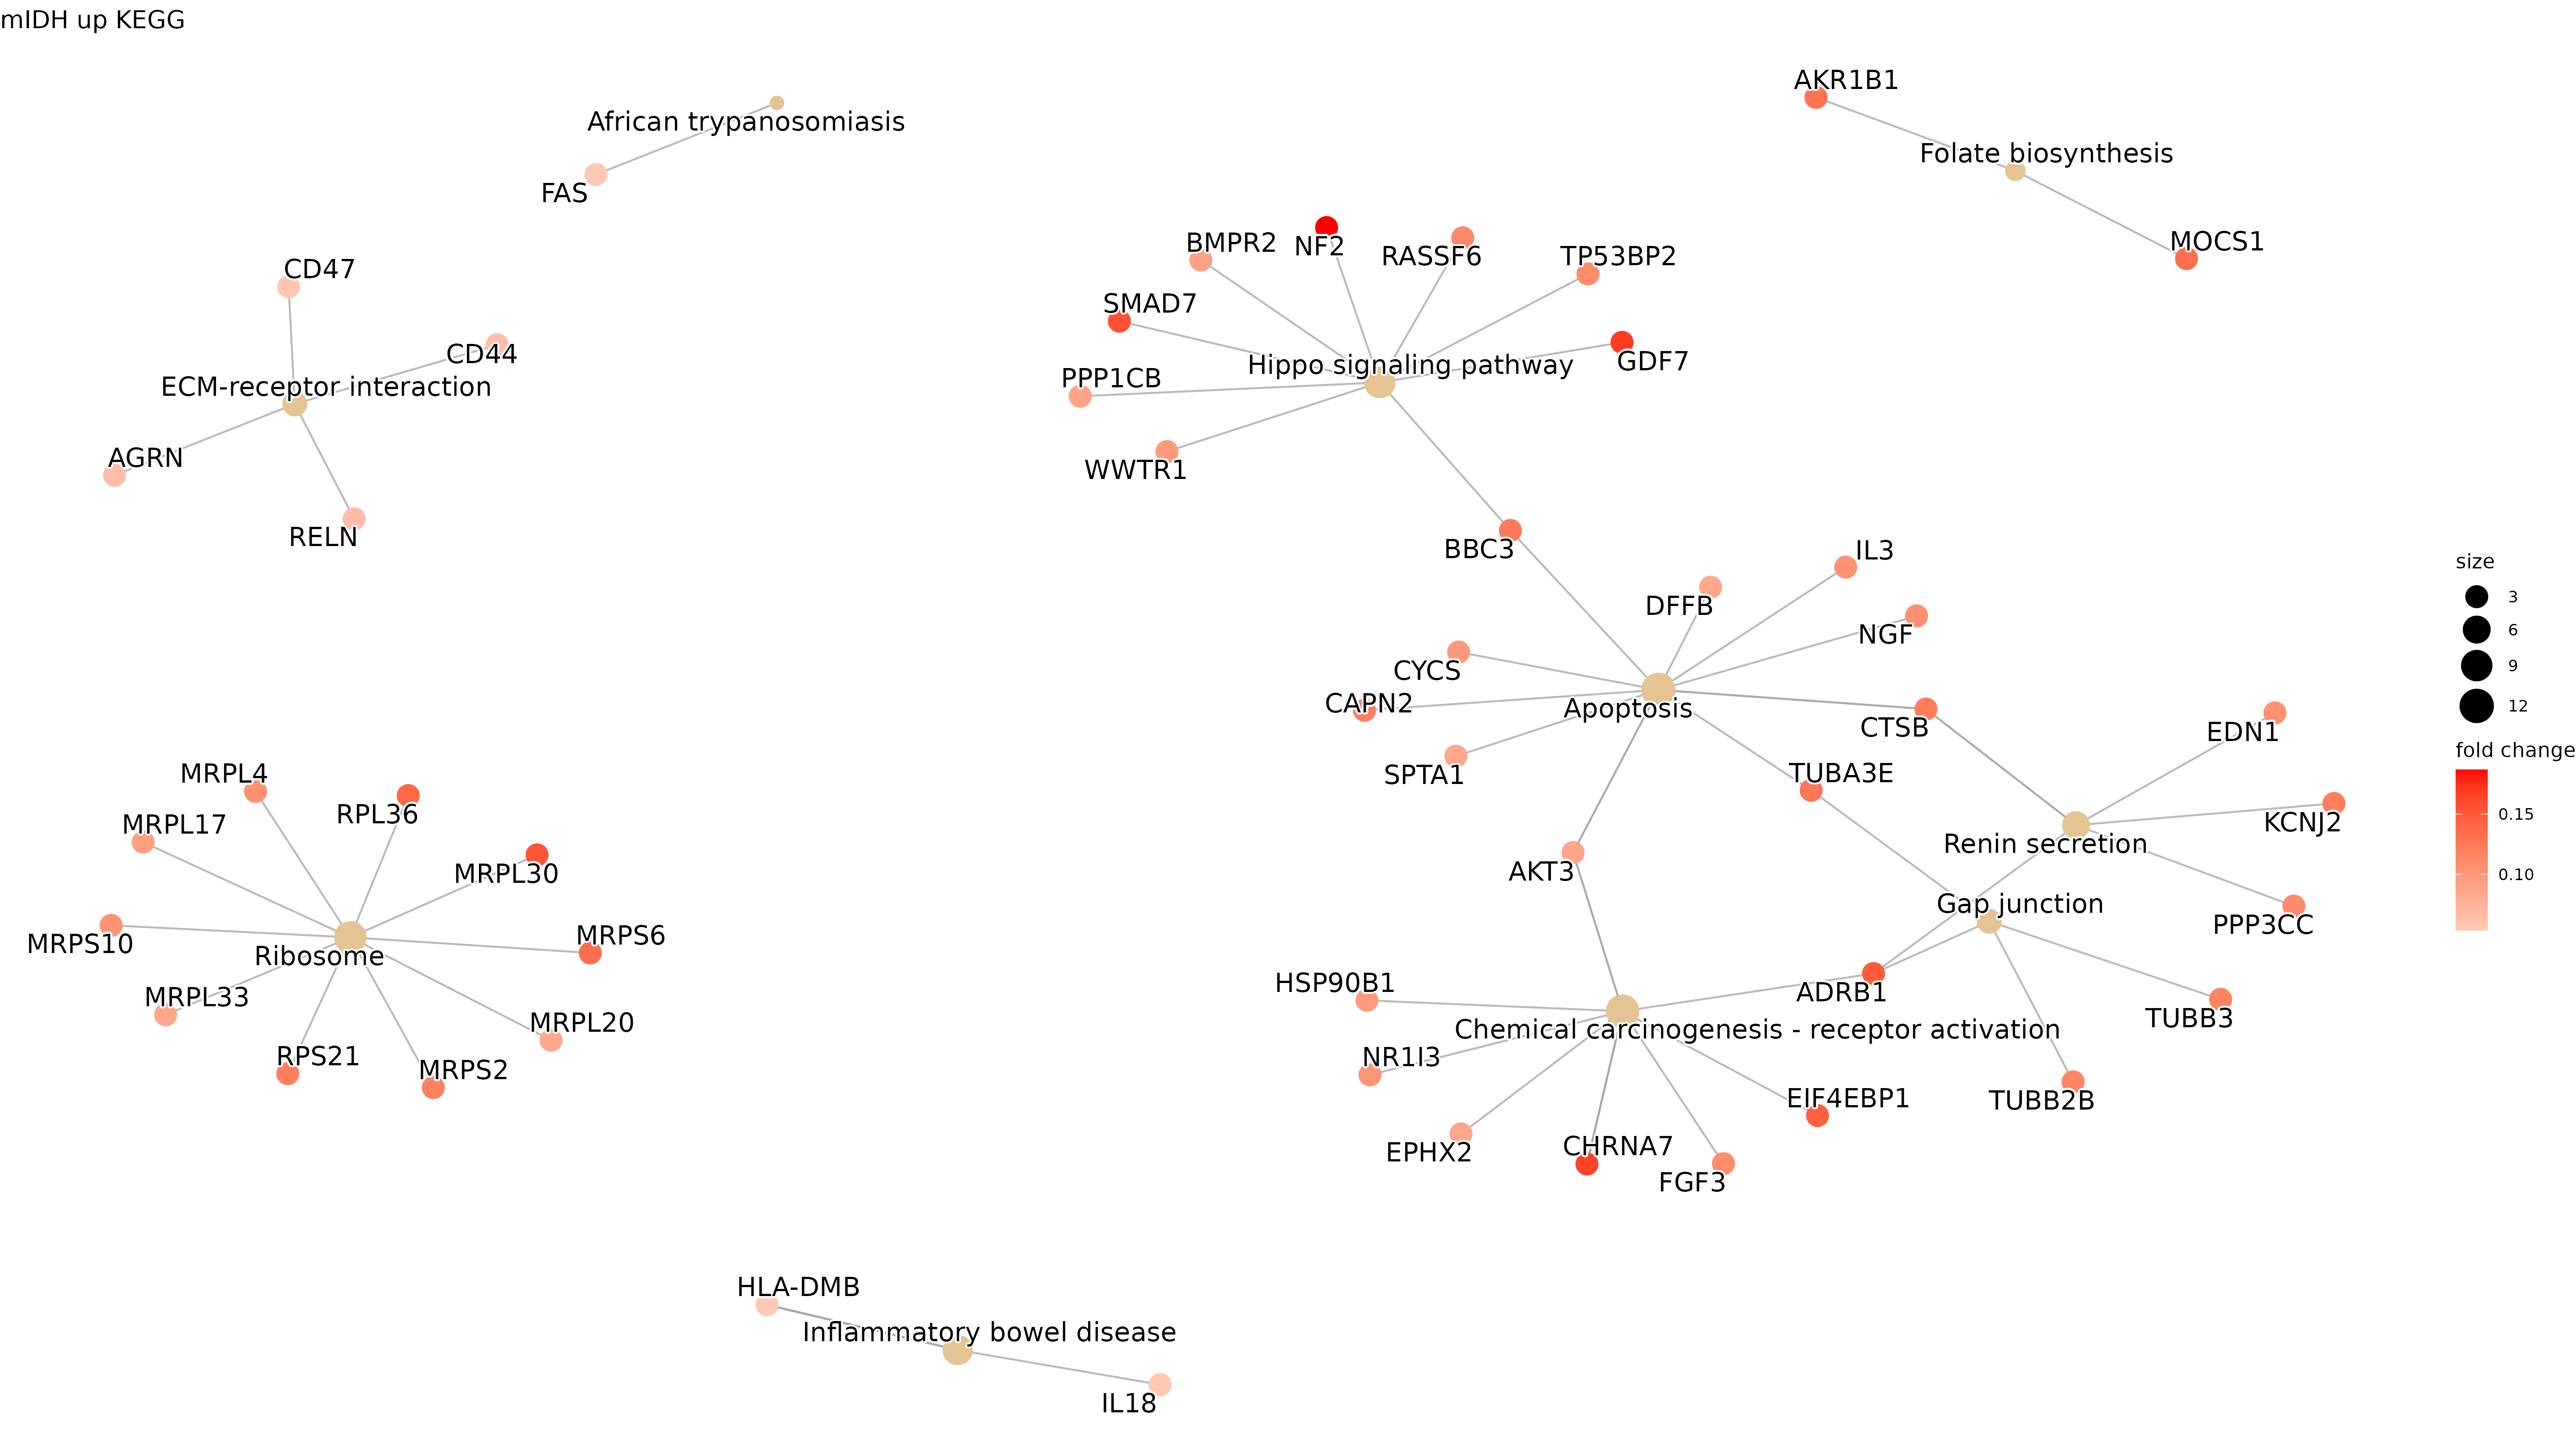 mIDH up KEGG
AKR1B1
African trypanosomiasis
Folate biosynthesis
FAS
MOCS1
BMPR2
NF2
RASSF6
TP53BP2
CD47
SMAD7
CD44
GDF7
Hippo signaling pathway
PPP1CB
ECM-receptor interaction
AGRN
WWTR1
RELN
BBC3
IL3
DFFB
NGF
CYCS
CAPN2
Apoptosis
CTSB
EDN1
SPTA1
TUBA3E
KCNJ2
Renin secretion
AKT3
Gap junction
PPP3CC
MRPL4
RPL36
MRPL17
MRPL30
MRPS10
MRPS6
Ribosome
MRPL33
MRPL20
RPS21
MRPS2
HSP90B1
ADRB1
TUBB3
Chemical carcinogenesis - receptor activation
NR1I3
EIF4EBP1
TUBB2B
EPHX2
CHRNA7
FGF3
HLA-DMB
Inflammatory bowel disease
IL18
size
3
6
9
12
fold change
0.15
0.10